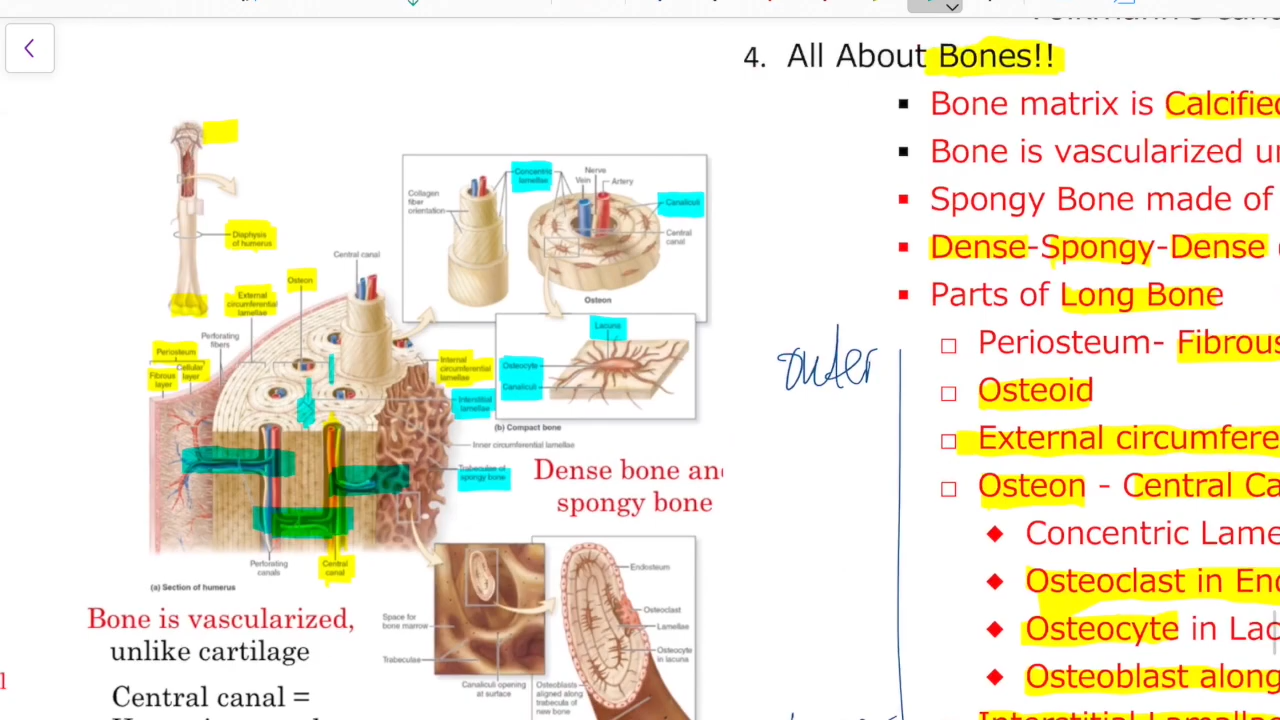 4. All About Bones!!
Bone matrix is Calcified
Bone is vascularized un
Spongy Bone made of
Dense-Spongy-Dense
Parts of Long Bone
Periosteum- Fibrous
Osteoid
External circumfere
Osteon - Central Ca
Concentric Lame
Osteoclast in End
Osteocyte in Lac
Osteoblast along
outer
Diaphysis
of humerus
Central canal
Osteon
External
circumferential
lamellae
Perforating
fibers
Periosteum
Cellular
layer
Fibrous
layer
Collagen
fiber
orientation
Concentric
lamellae
Nerve
Vein
Artery
Canaliculi
Central
canal
Osteon
Lacuna
Osteocyte
Canaliculi
(b) Compact bone
Internal
circumferential
lamellae
Interstitial
lamellae
Inner circumferential lamellae
Trabeculae of
spongy bone
Perforating
canals
Central
canal
(a) Section of humerus
Dense bone an
spongy bone
Bone is vascularized,
unlike cartilage
Central canal =
Space for
bone marrow
Trabeculae
Canaliculi opening
at surface
Endosteum
Osteoclast
Lamellae
Osteocyte
in lacuna
Osteoblasts
aligned along
trabecula of
new bone